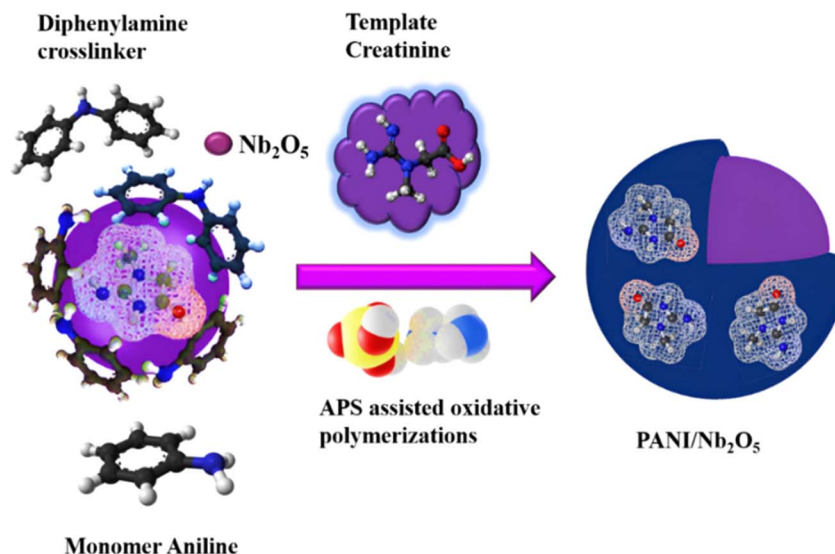 Diphenylamine
crosslinker
Template
Creatinine
Nb₂O₅
APS assisted oxidative
polymerizations
PANI/Nb₂O₅
Monomer Aniline